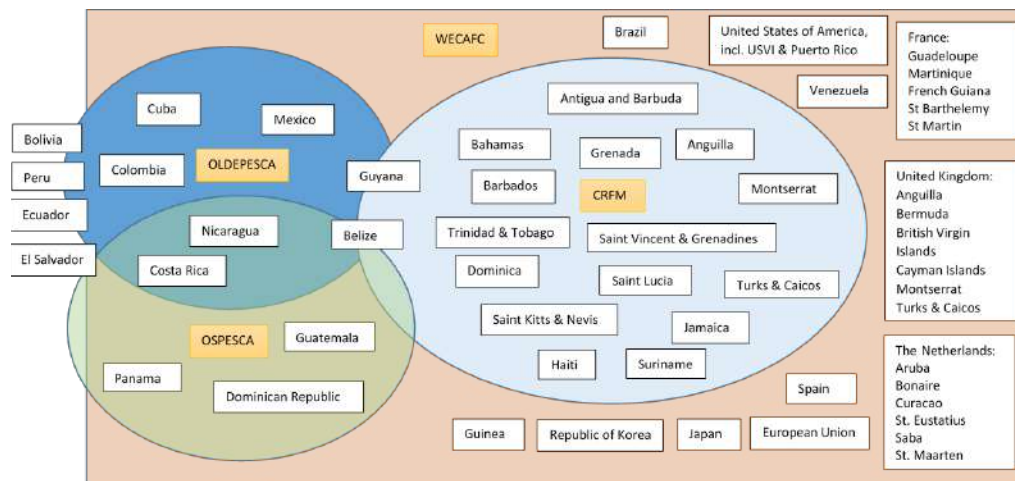 WECAFC
Brazil
United States of America,
incl. USVI & Puerto Rico
France:
Guadeloupe
Martinique
French Guiana
St Barthelemy
St Martin
Venezuela
Cuba
Mexico
Antigua and Barbuda
Bolivia
Colombia
OLDEPESCA
Guyana
Bahamas
Grenada
Anguilla
Peru
Barbados
CRFM
Montserrat
United Kingdom:
Anguilla
Bermuda
British Virgin
Islands
Cayman Islands
Montserrat
Turks & Caicos
Ecuador
Nicaragua
Belize
Trinidad & Tobago
Saint Vincent & Grenadines
El Salvador
Costa Rica
Dominica
Saint Lucia
Turks & Caicos
Saint Kitts & Nevis
Jamaica
OSPESCA
Guatemala
Haiti
Suriname
Panama
Dominican Republic
Spain
The Netherlands:
Aruba
Bonaire
Curacao
St. Eustatius
Saba
St. Maarten
Guinea
Republic of Korea
Japan
European Union